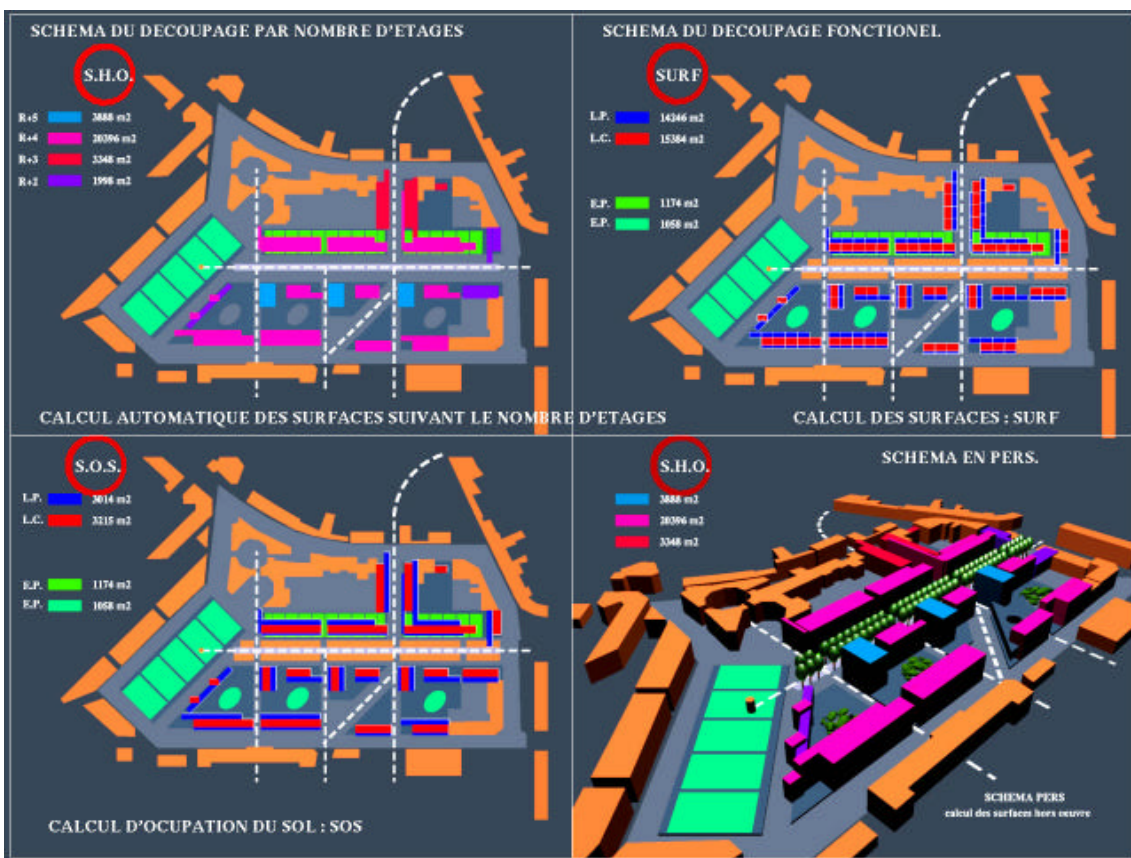 SCHEMA DU DECOUPAGE PAR NOMBRE D'ETAGES
S.H.O.
R+5 3888 m2
R+4 20396 m2
R+3 3348 m2
R+2 1998 m2
CALCUL AUTOMATIQUE DES SURFACES SUIVANT LE NOMBRE D'ETAGES
SCHEMA DU DECOUPAGE FONCTIONEL
SURF
L.P. 14246 m2
L.C. 15384 m2
E.P. 1174 m2
E.P. 1058 m2
CALCUL DES SURFACES : SURF
S.O.S.
L.P. 3014 m2
L.C. 3215 m2
E.P. 1174 m2
E.P. 1058 m2
CALCUL D'OCUPATION DU SOL : SOS
S.H.O.
SCHEMA EN PERS.
3888 m2
20396 m2
3348 m2
SCHEMA PERS
calcul des surfaces hors oeuvre